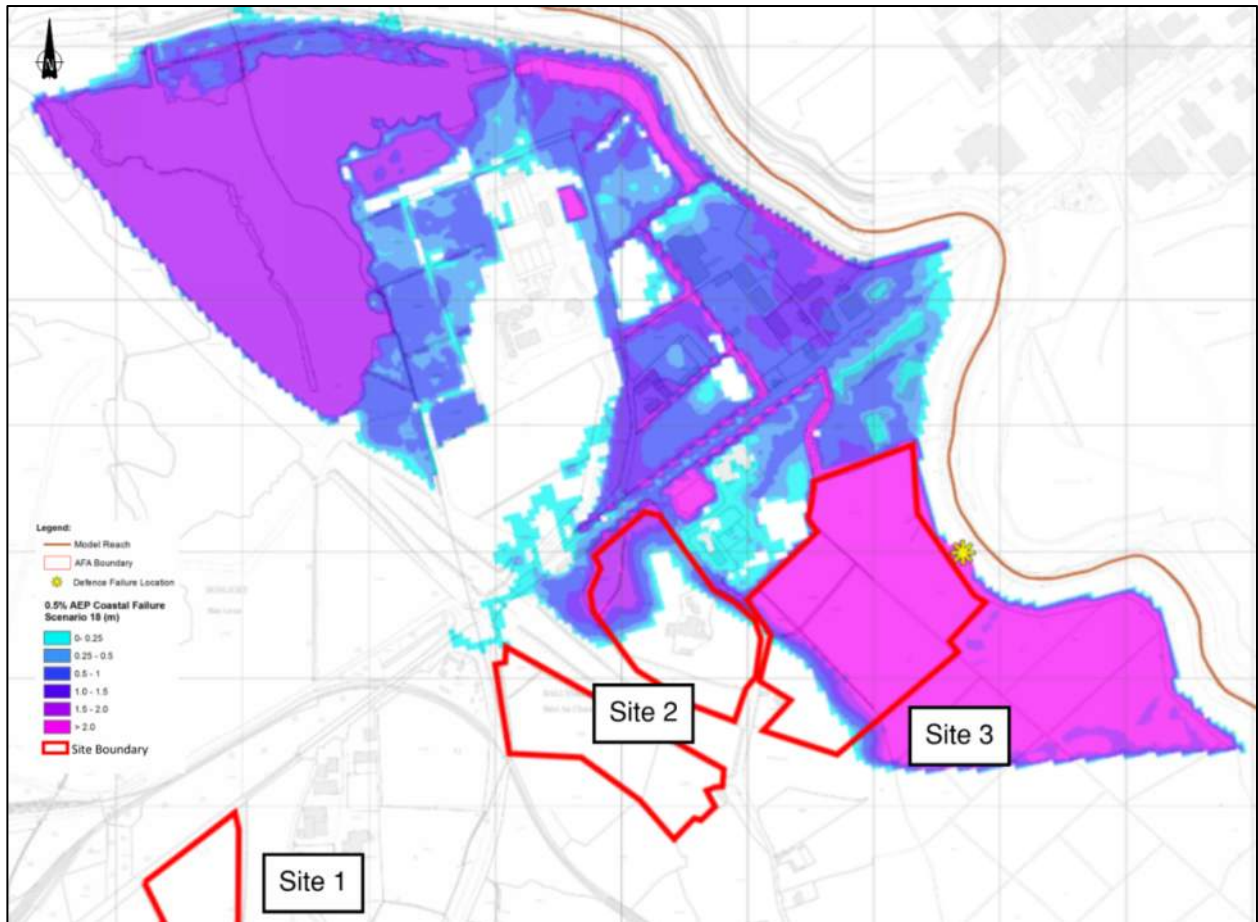 N
Legend:
Model Reach
AFA Boundary
Defence Failure Location
0.5% AEP Coastal Failure
Scenario 18 (m)
0- 0.25
0.25 - 0.5
0.5 - 1
1.0 - 1.5
1.5 - 2.0
> 2.0
Site Boundary
Site 2
Site 3
Site 1